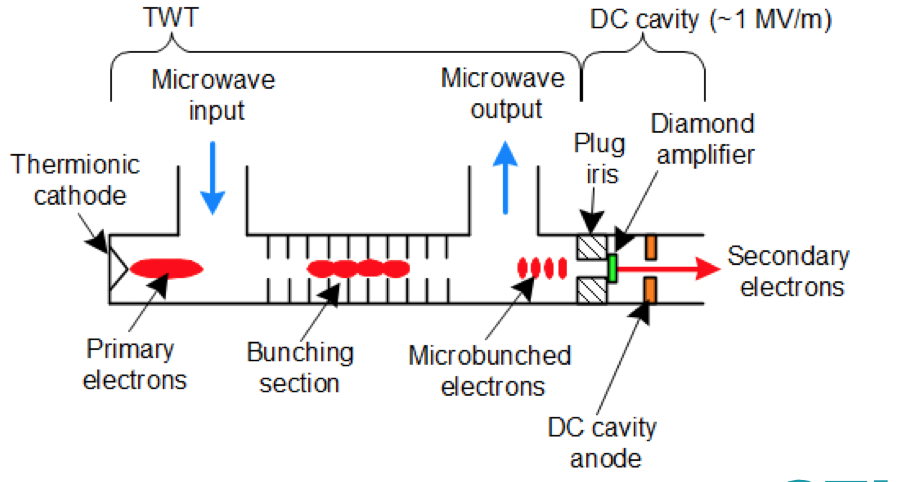 TWT
DC cavity (~1 MV/m)
Microwave
input
Microwave
output
Diamond
amplifier
Plug
iris
Thermionic
cathode
Secondary
electrons
Primary
electrons
Bunching
section
Microbunched
electrons
DC cavity
anode